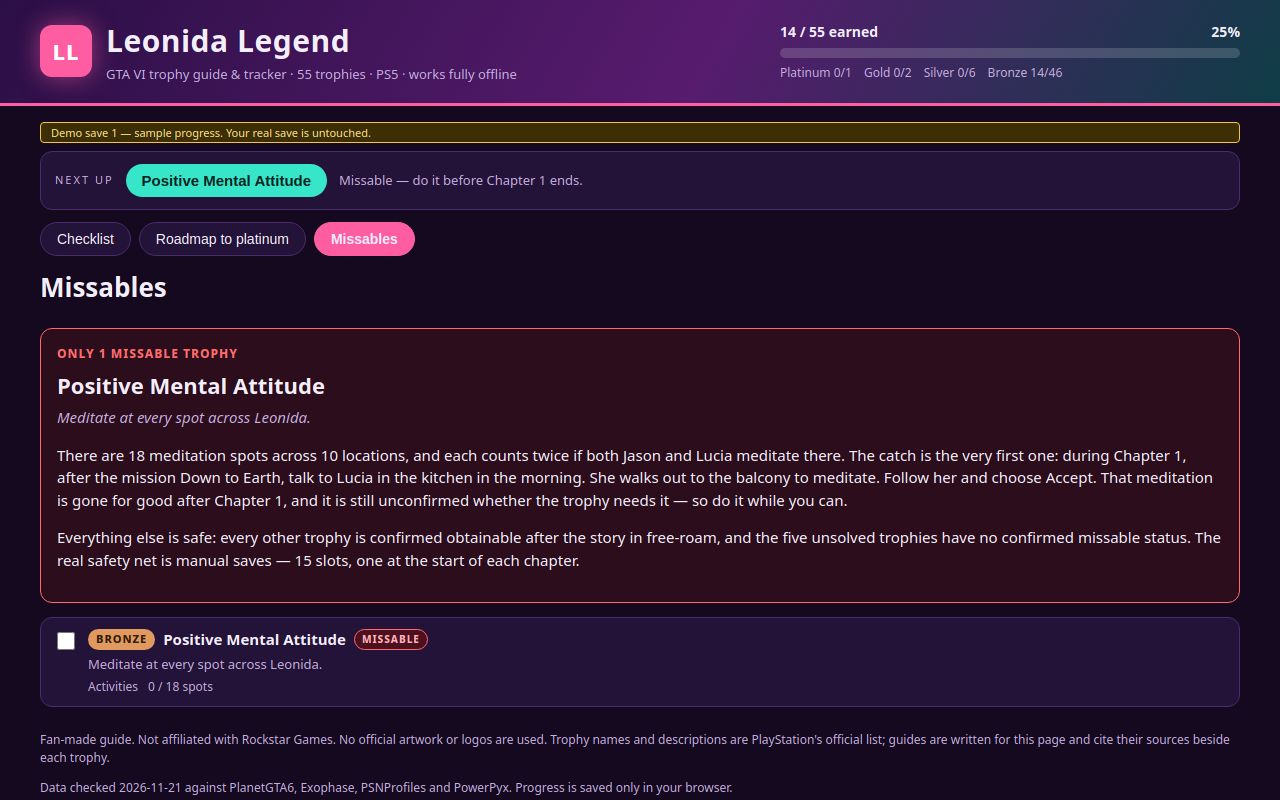 LL
Leonida Legend
GTA VI trophy guide & tracker · 55 trophies · PS5 · works fully offline
14 / 55 earned
25%
Platinum 0/1 Gold 0/2 Silver 0/6 Bronze 14/46
Demo save 1 — sample progress. Your real save is untouched.
NEXT UP Positive Mental Attitude Missable — do it before Chapter 1 ends.
Checklist Roadmap to platinum Missables
Missables
ONLY 1 MISSABLE TROPHY
Positive Mental Attitude
Meditate at every spot across Leonida.
There are 18 meditation spots across 10 locations, and each counts twice if both Jason and Lucia meditate there. The catch is the very first one: during Chapter 1,
after the mission Down to Earth, talk to Lucia in the kitchen in the morning. She walks out to the balcony to meditate. Follow her and choose Accept. That meditation
is gone for good after Chapter 1, and it is still unconfirmed whether the trophy needs it — so do it while you can.
Everything else is safe: every other trophy is confirmed obtainable after the story in free-roam, and the five unsolved trophies have no confirmed missable status. The
real safety net is manual saves — 15 slots, one at the start of each chapter.
BRONZE Positive Mental Attitude MISSABLE
Meditate at every spot across Leonida.
Activities 0 / 18 spots
Fan-made guide. Not affiliated with Rockstar Games. No official artwork or logos are used. Trophy names and descriptions are PlayStation's official list; guides are written for this page and cite their sources beside
each trophy.
Data checked 2026-11-21 against PlanetGTA6, Exophase, PSNProfiles and PowerPyx. Progress is saved only in your browser.